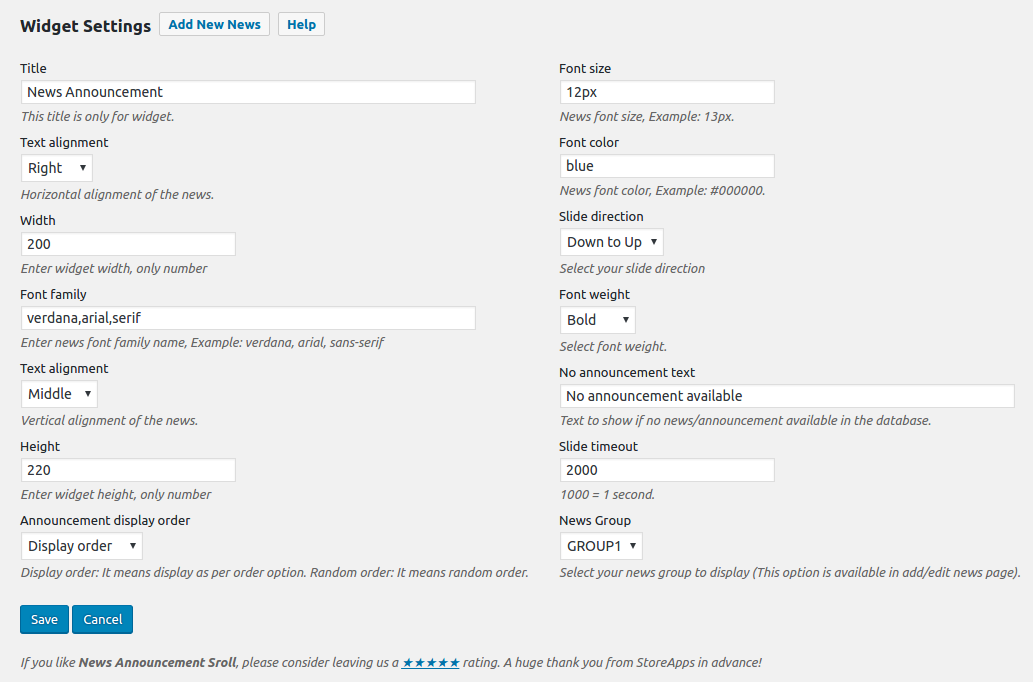 Widget Settings Add New News Help
Title
News Announcement
This title is only for widget.
Text alignment
Right
Horizontal alignment of the news.
Width
200
Enter widget width, only number
Font family
verdana,arial,serif
Enter news font family name, Example: verdana, arial, sans-serif
Text alignment
Middle
Vertical alignment of the news.
Height
220
Enter widget height, only number
Announcement display order
Display order
Display order: It means display as per order option. Random order: It means random order.
Font size
12px
News font size, Example: 13px.
Font color
blue
News font color, Example: #000000.
Slide direction
Down to Up
Select your slide direction
Font weight
Bold
Select font weight.
No announcement text
No announcement available
Text to show if no news/announcement available in the database.
Slide timeout
2000
1000 = 1 second.
News Group
GROUP1
Select your news group to display (This option is available in add/edit news page).
Save Cancel
If you like News Announcement Sroll, please consider leaving us a ★★★★★ rating. A huge thank you from StoreApps in advance!